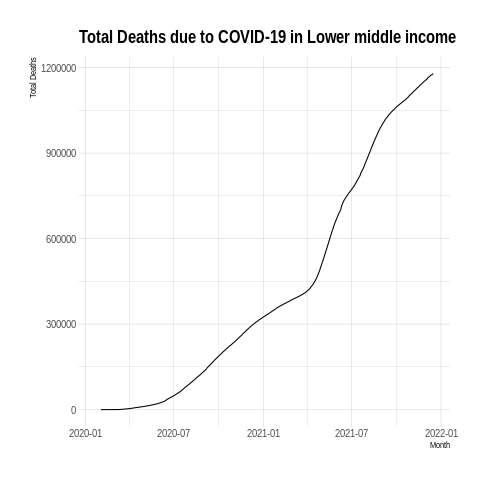 Total Deaths due to COVID-19 in Lower middle income
Total Deaths
1200000
900000
600000
300000
0
2020-01 2020-07 2021-01 2021-07 2022-01
Month